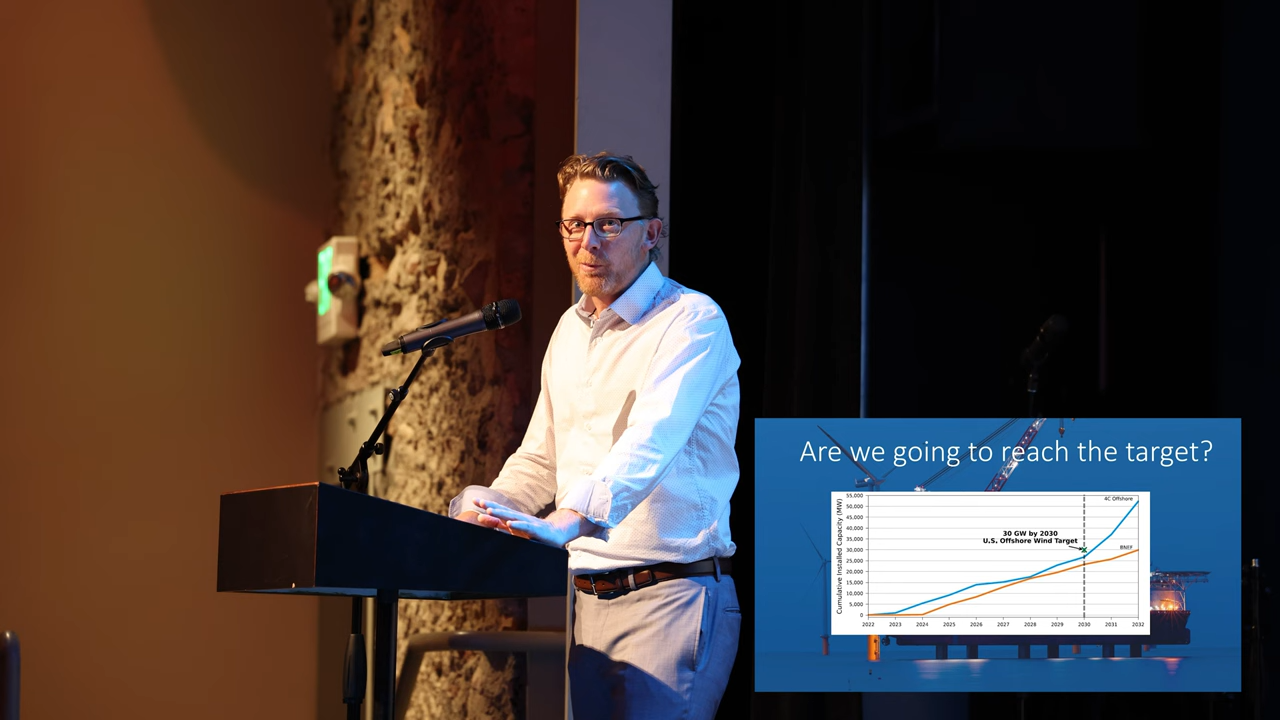 Are we going to reach the target?
Cumulative Installed Capacity (MW)
55,000
50,000
45,000
40,000
35,000
30,000
25,000
20,000
15,000
10,000
5,000
0
4C Offshore
30 GW by 2030
U.S. Offshore Wind Target
BNEF
2022 2023 2024 2025 2026 2027 2028 2029 2030 2031 2032